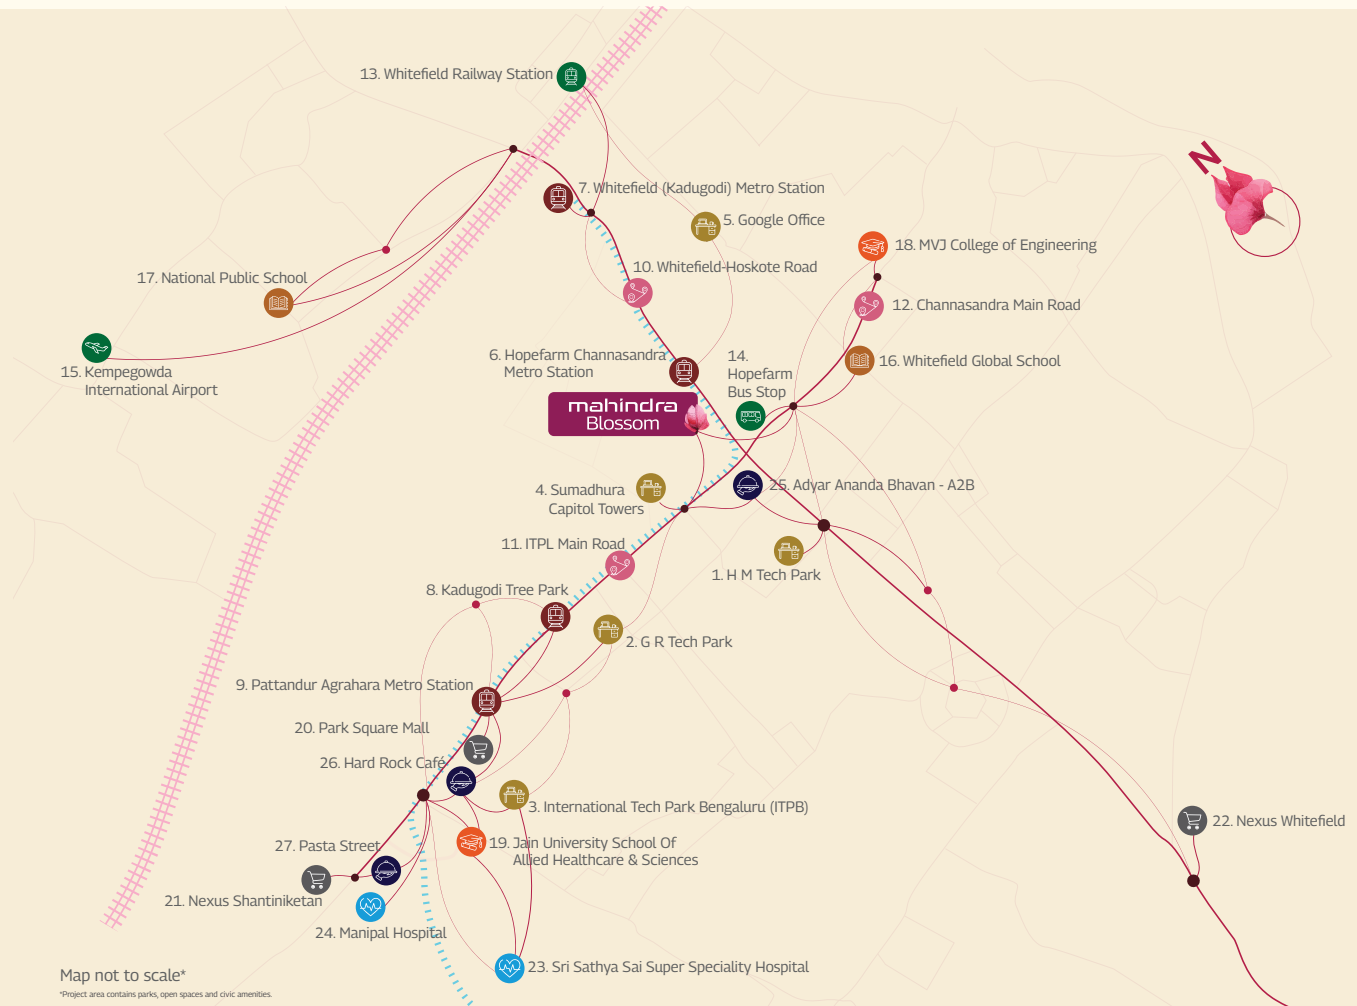 13. Whitefield Railway Station
N
7. Whitefield (Kadugodi) Metro Station
5. Google Office
18. MVJ College of Engineering
10. Whitefield-Hoskote Road
17. National Public School
12. Channasandra Main Road
6. Hopefarm Channasandra
Metro Station
14.
Hopefarm
Bus Stop
16. Whitefield Global School
15. Kempegowda
International Airport
mahindra
Blossom
4. Sumadhura
Capitol Towers
25. Adyar Ananda Bhavan - A2B
11. ITPL Main Road
1. H M Tech Park
8. Kadugodi Tree Park
2. G R Tech Park
9. Pattandur Agrahara Metro Station
20. Park Square Mall
26. Hard Rock Café
3. International Tech Park Bengaluru (ITPB)
22. Nexus Whitefield
27. Pasta Street
19. Jain University School Of
Allied Healthcare & Sciences
21. Nexus Shantiniketan
24. Manipal Hospital
23. Sri Sathya Sai Super Speciality Hospital
Map not to scale*
*Project area contains parks, open spaces and civic amenities.